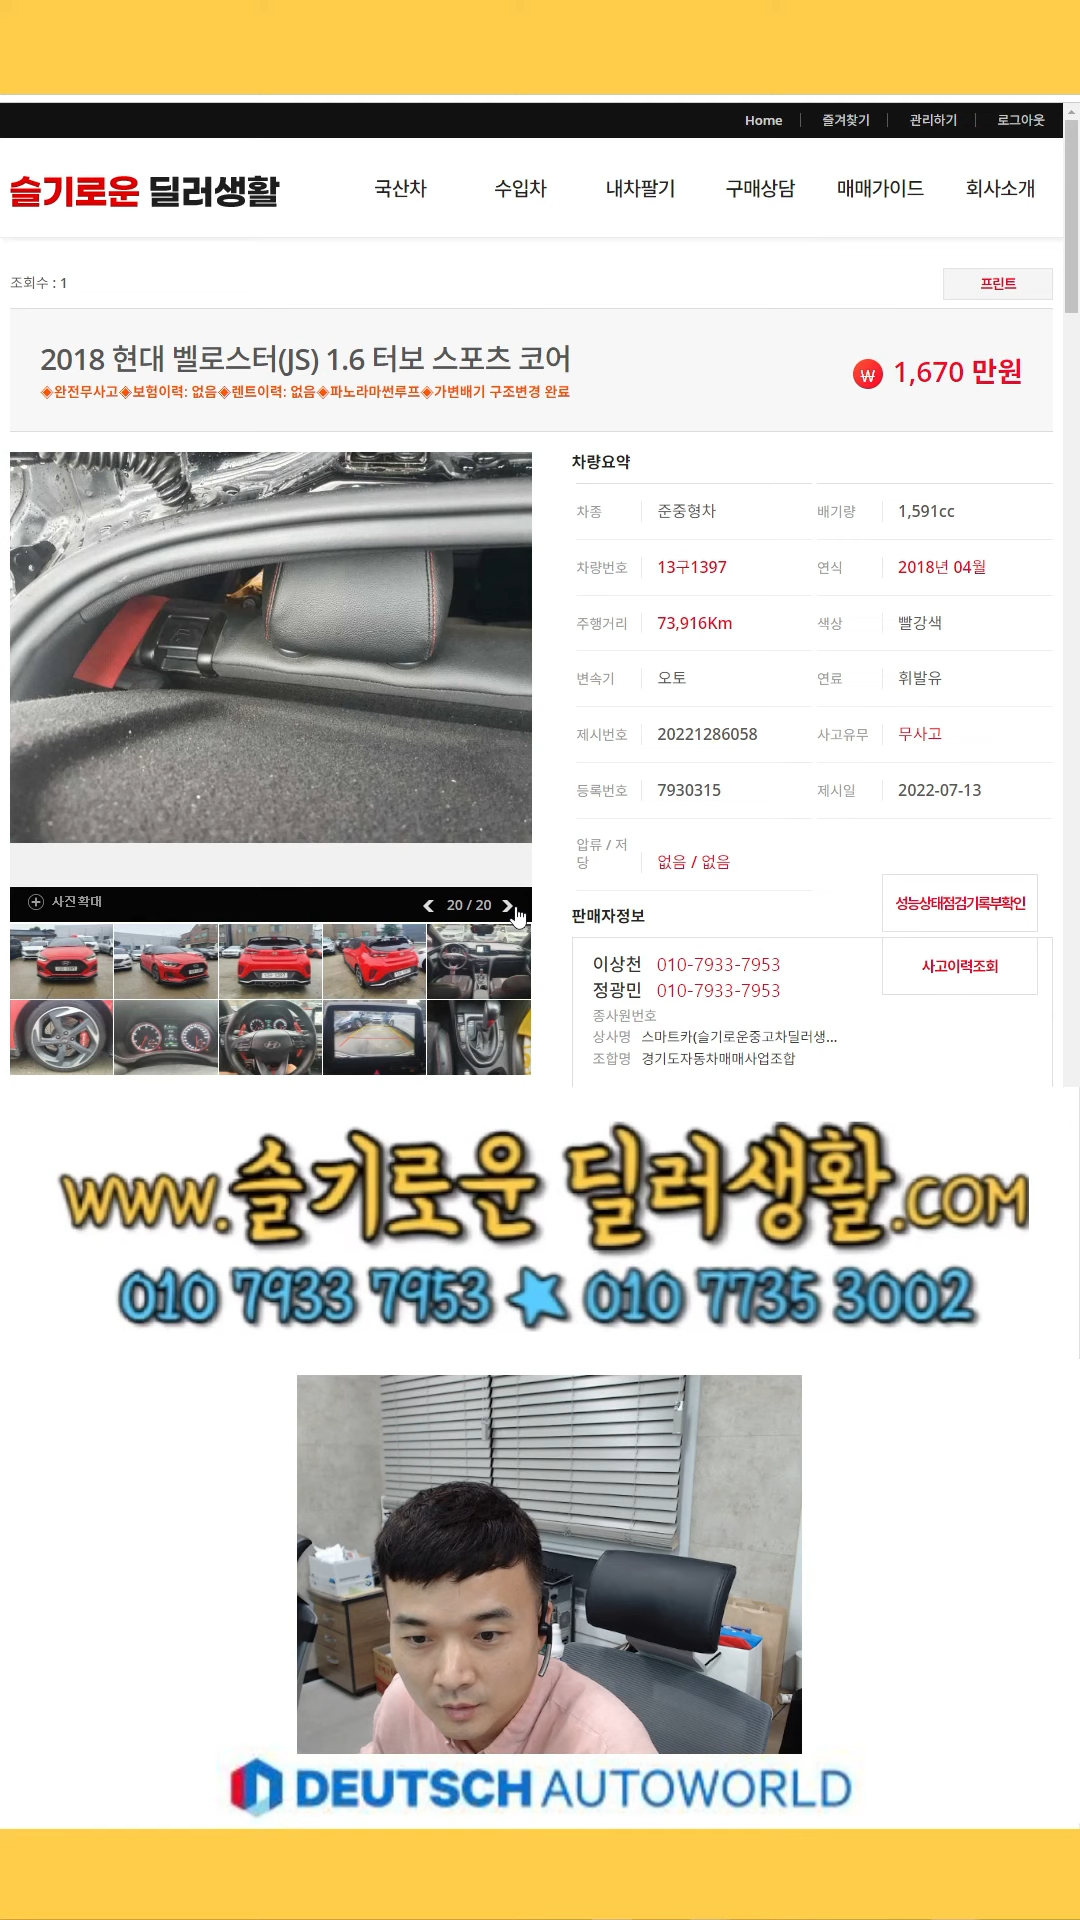 Home 즐겨찾기 관리하기 로그아웃
슬기로운 딜러생활 국산차 수입차 내차팔기 구매상담 매매가이드 회사소개
조회수 : 1 프린트
2018 현대 벨로스터(JS) 1.6 터보 스포츠 코어
◈완전무사고◈보험이력: 없음◈렌트이력: 없음◈파노라마썬루프◈가변배기 구조변경 완료
₩ 1,670 만원
차량요약
차종 준중형차 배기량 1,591cc
차량번호 13구1397 연식 2018년 04월
주행거리 73,916Km 색상 빨강색
변속기 오토 연료 휘발유
제시번호 20221286058 사고유무 무사고
등록번호 7930315 제시일 2022-07-13
압류 / 저
당 없음 / 없음
사진확대 20 / 20
성능상태점검기록부확인
판매자정보
이상천 010-7933-7953
사고이력조회
정광민 010-7933-7953
종사원번호
상사명 스마트카(슬기로운중고차딜러생...
조합명 경기도자동차매매사업조합
www.슬기로운 딜러생활.com
010 7933 7953 ★ 010 7735 3002
DEUTSCH AUTOWORLD